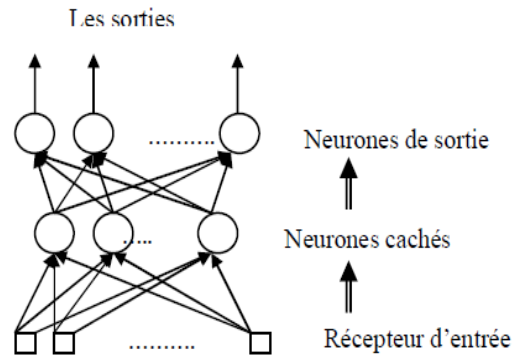 Les sorties
Neurones de sortie
Neurones cachés
Récepteur d'entrée